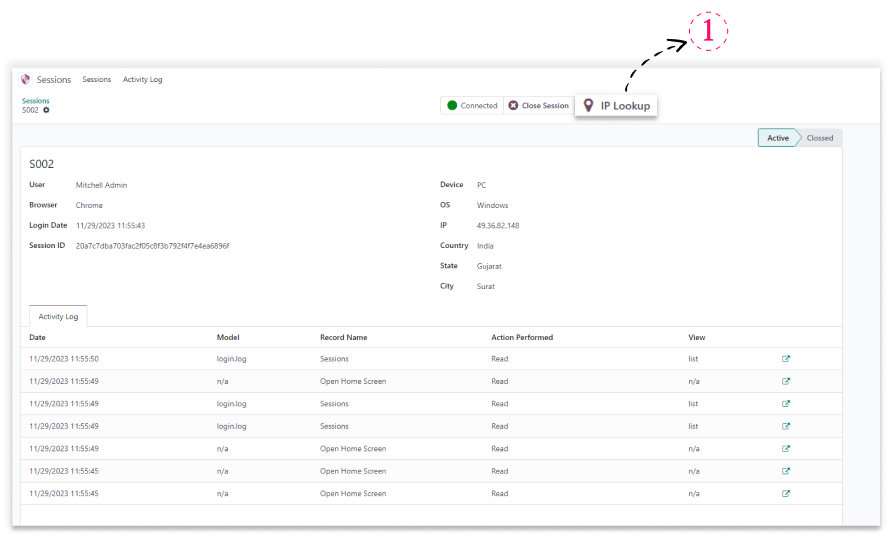 1
Sessions Sessions Activity Log
Sessions
S002
Connected Close Session IP Lookup
Active Clossed
S002
User Mitchell Admin
Browser Chrome
Login Date 11/29/2023 11:55:43
Session ID 20a7c7dba703fac2f05c8f3b792f4f7e4ea6896f
Device PC
OS Windows
IP 49.36.82.148
Country India
State Gujarat
City Surat
Activity Log
Date Model Record Name Action Performed View
11/29/2023 11:55:50 login.log Sessions Read list
11/29/2023 11:55:49 n/a Open Home Screen Read n/a
11/29/2023 11:55:49 login.log Sessions Read list
11/29/2023 11:55:49 login.log Sessions Read list
11/29/2023 11:55:49 n/a Open Home Screen Read n/a
11/29/2023 11:55:45 n/a Open Home Screen Read n/a
11/29/2023 11:55:45 n/a Open Home Screen Read n/a